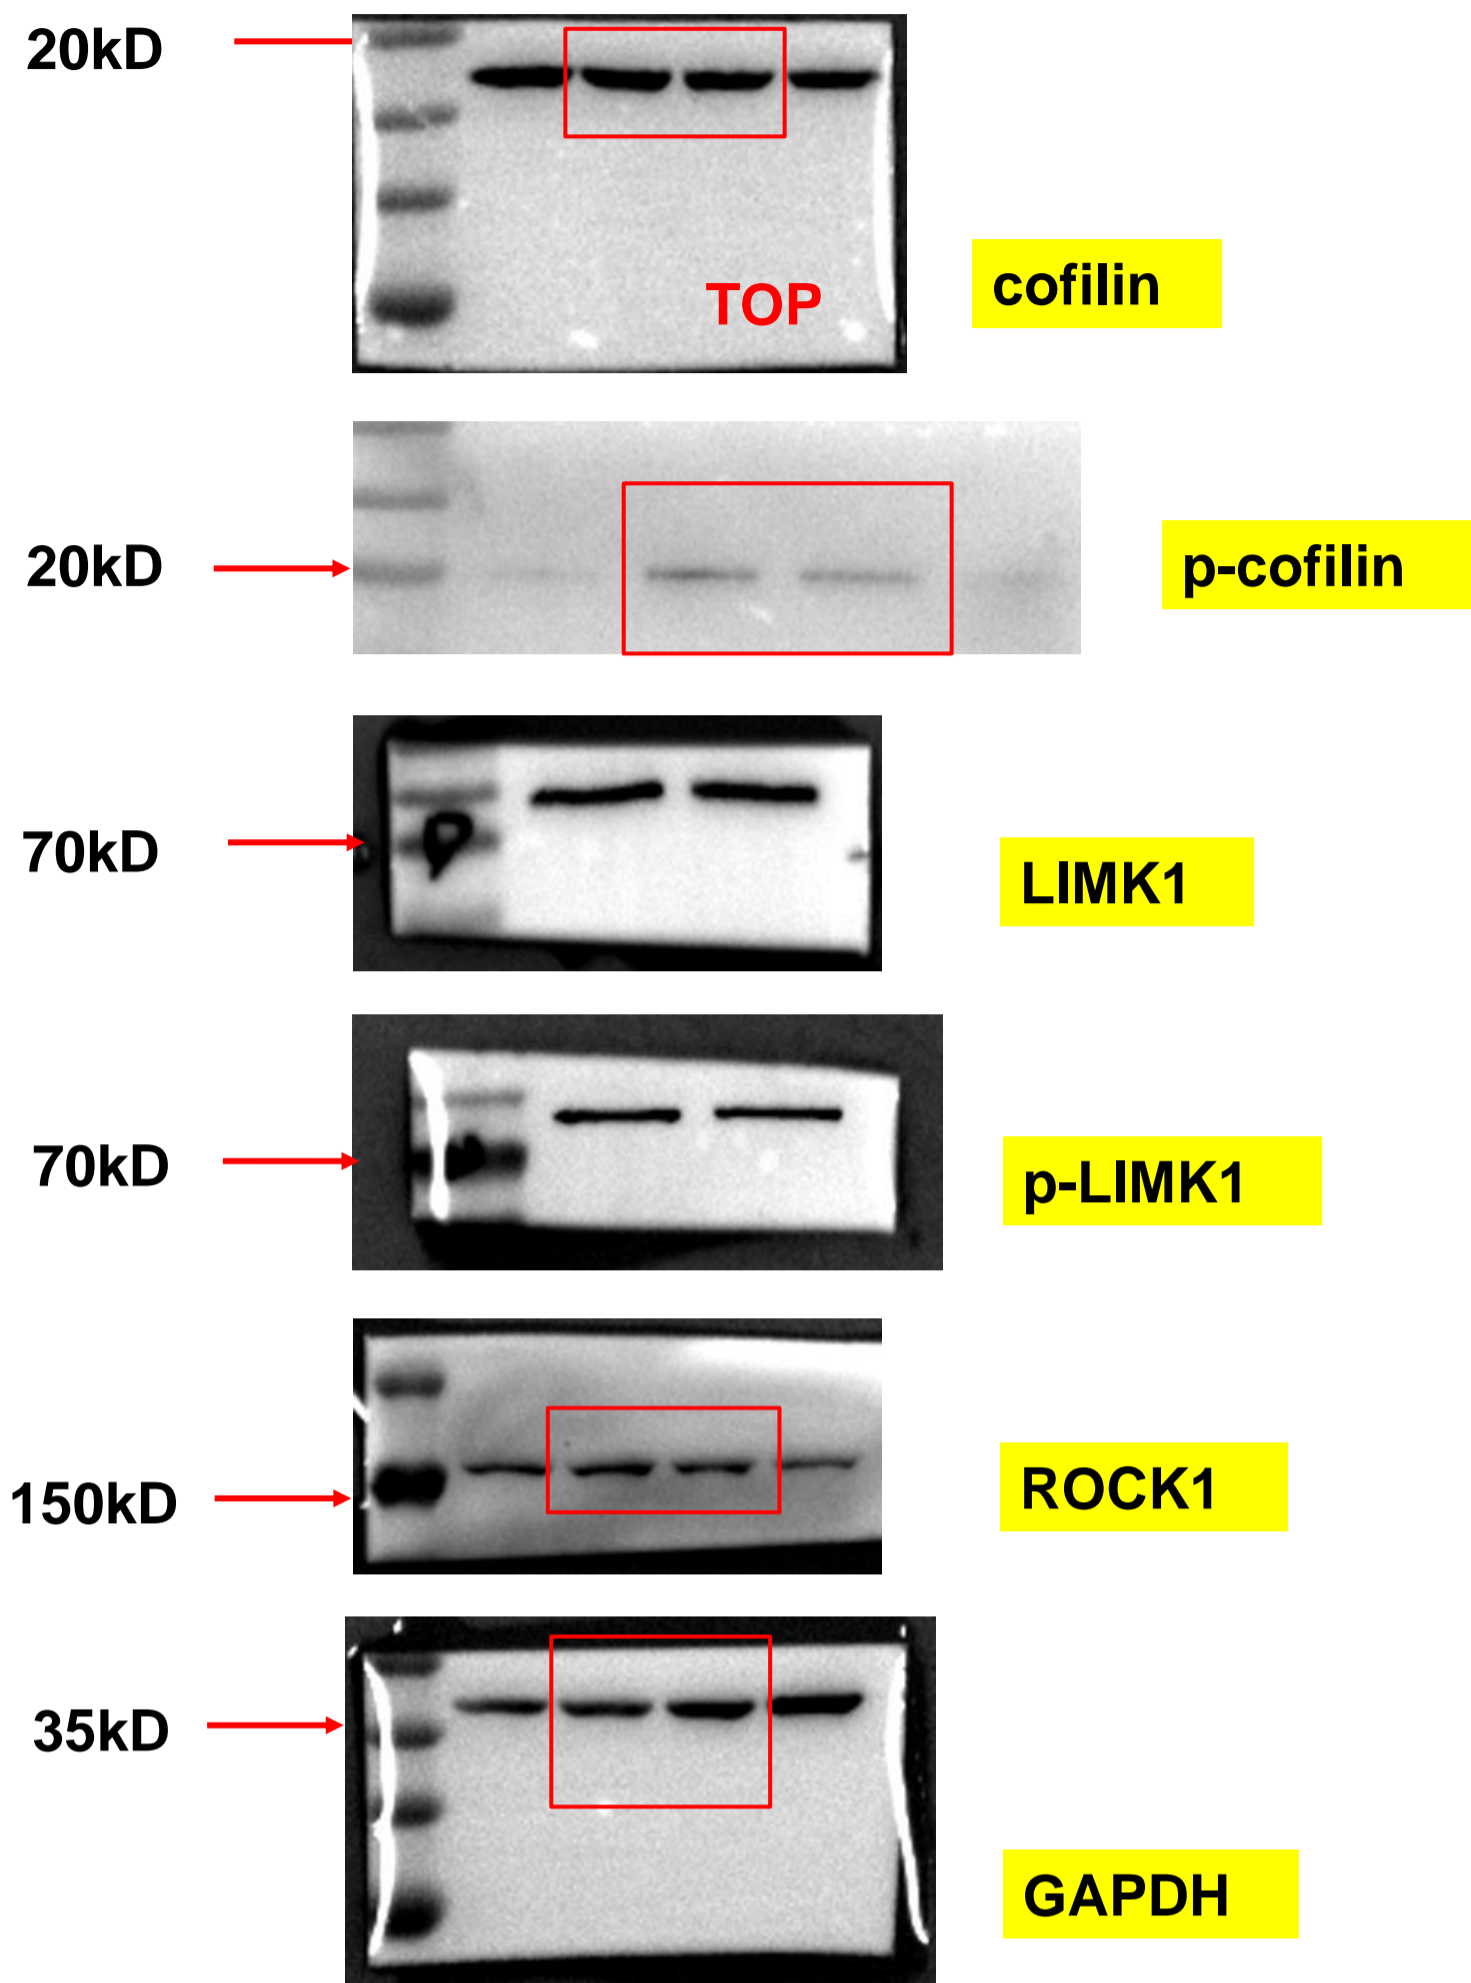 20kD
TOP
cofilin
20kD
p-cofilin
70kD
LIMK1
70kD
p-LIMK1
150kD
ROCK1
35kD
GAPDH